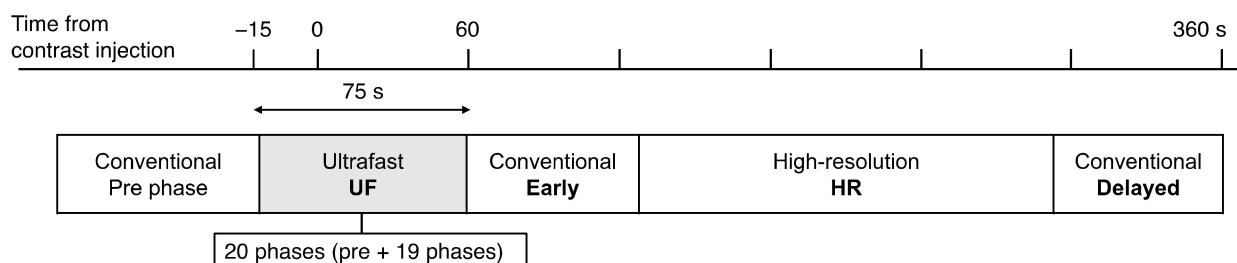 Time from
contrast injection
−15
0
60
360 s
75 s
Conventional
Pre phase
Ultrafast
UF
Conventional
Early
High-resolution
HR
Conventional
Delayed
20 phases (pre + 19 phases)